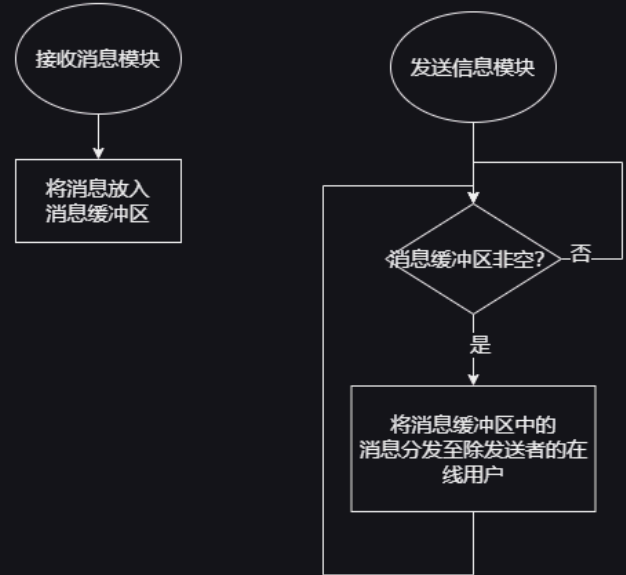 接收消息模块
将消息放入
消息缓冲区
发送信息模块
消息缓冲区非空?
否
是
将消息缓冲区中的
消息分发至除发送者的在
线用户